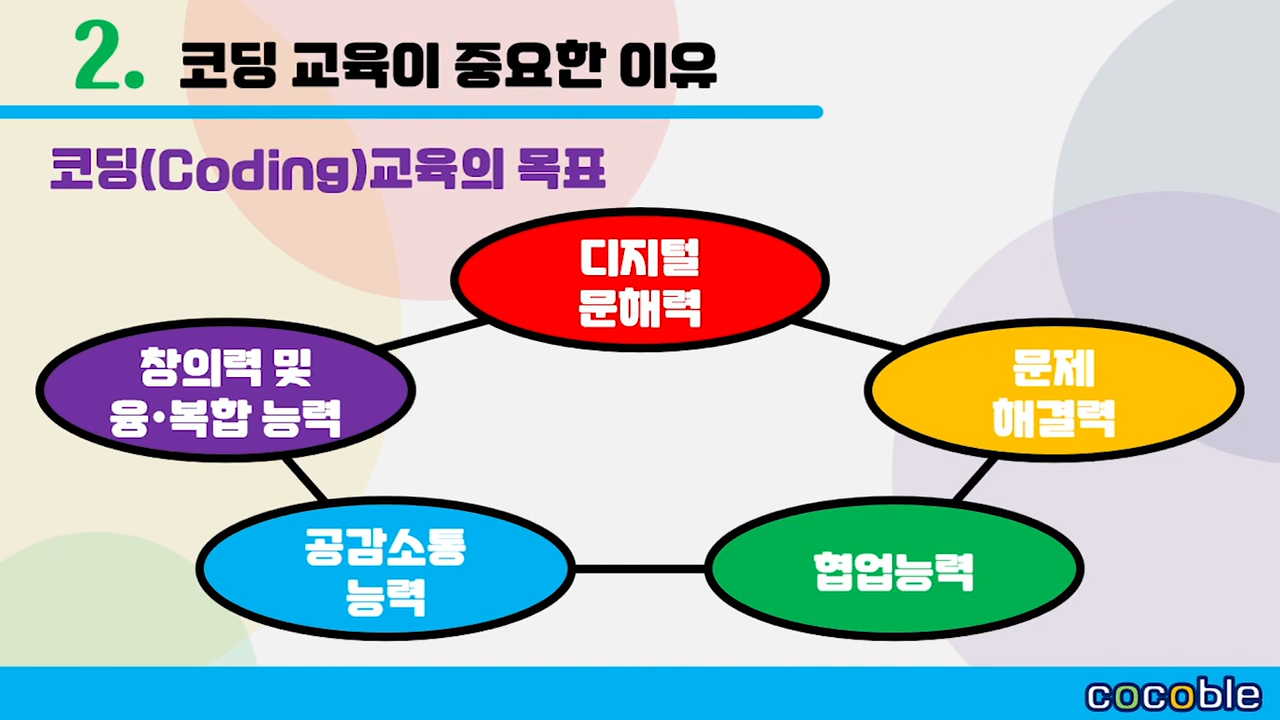 2. 코딩 교육이 중요한 이유
코딩(Coding)교육의 목표
디지털
문해력
창의력 및
융·복합 능력
문제
해결력
공감소통
능력
협업능력
cocoble